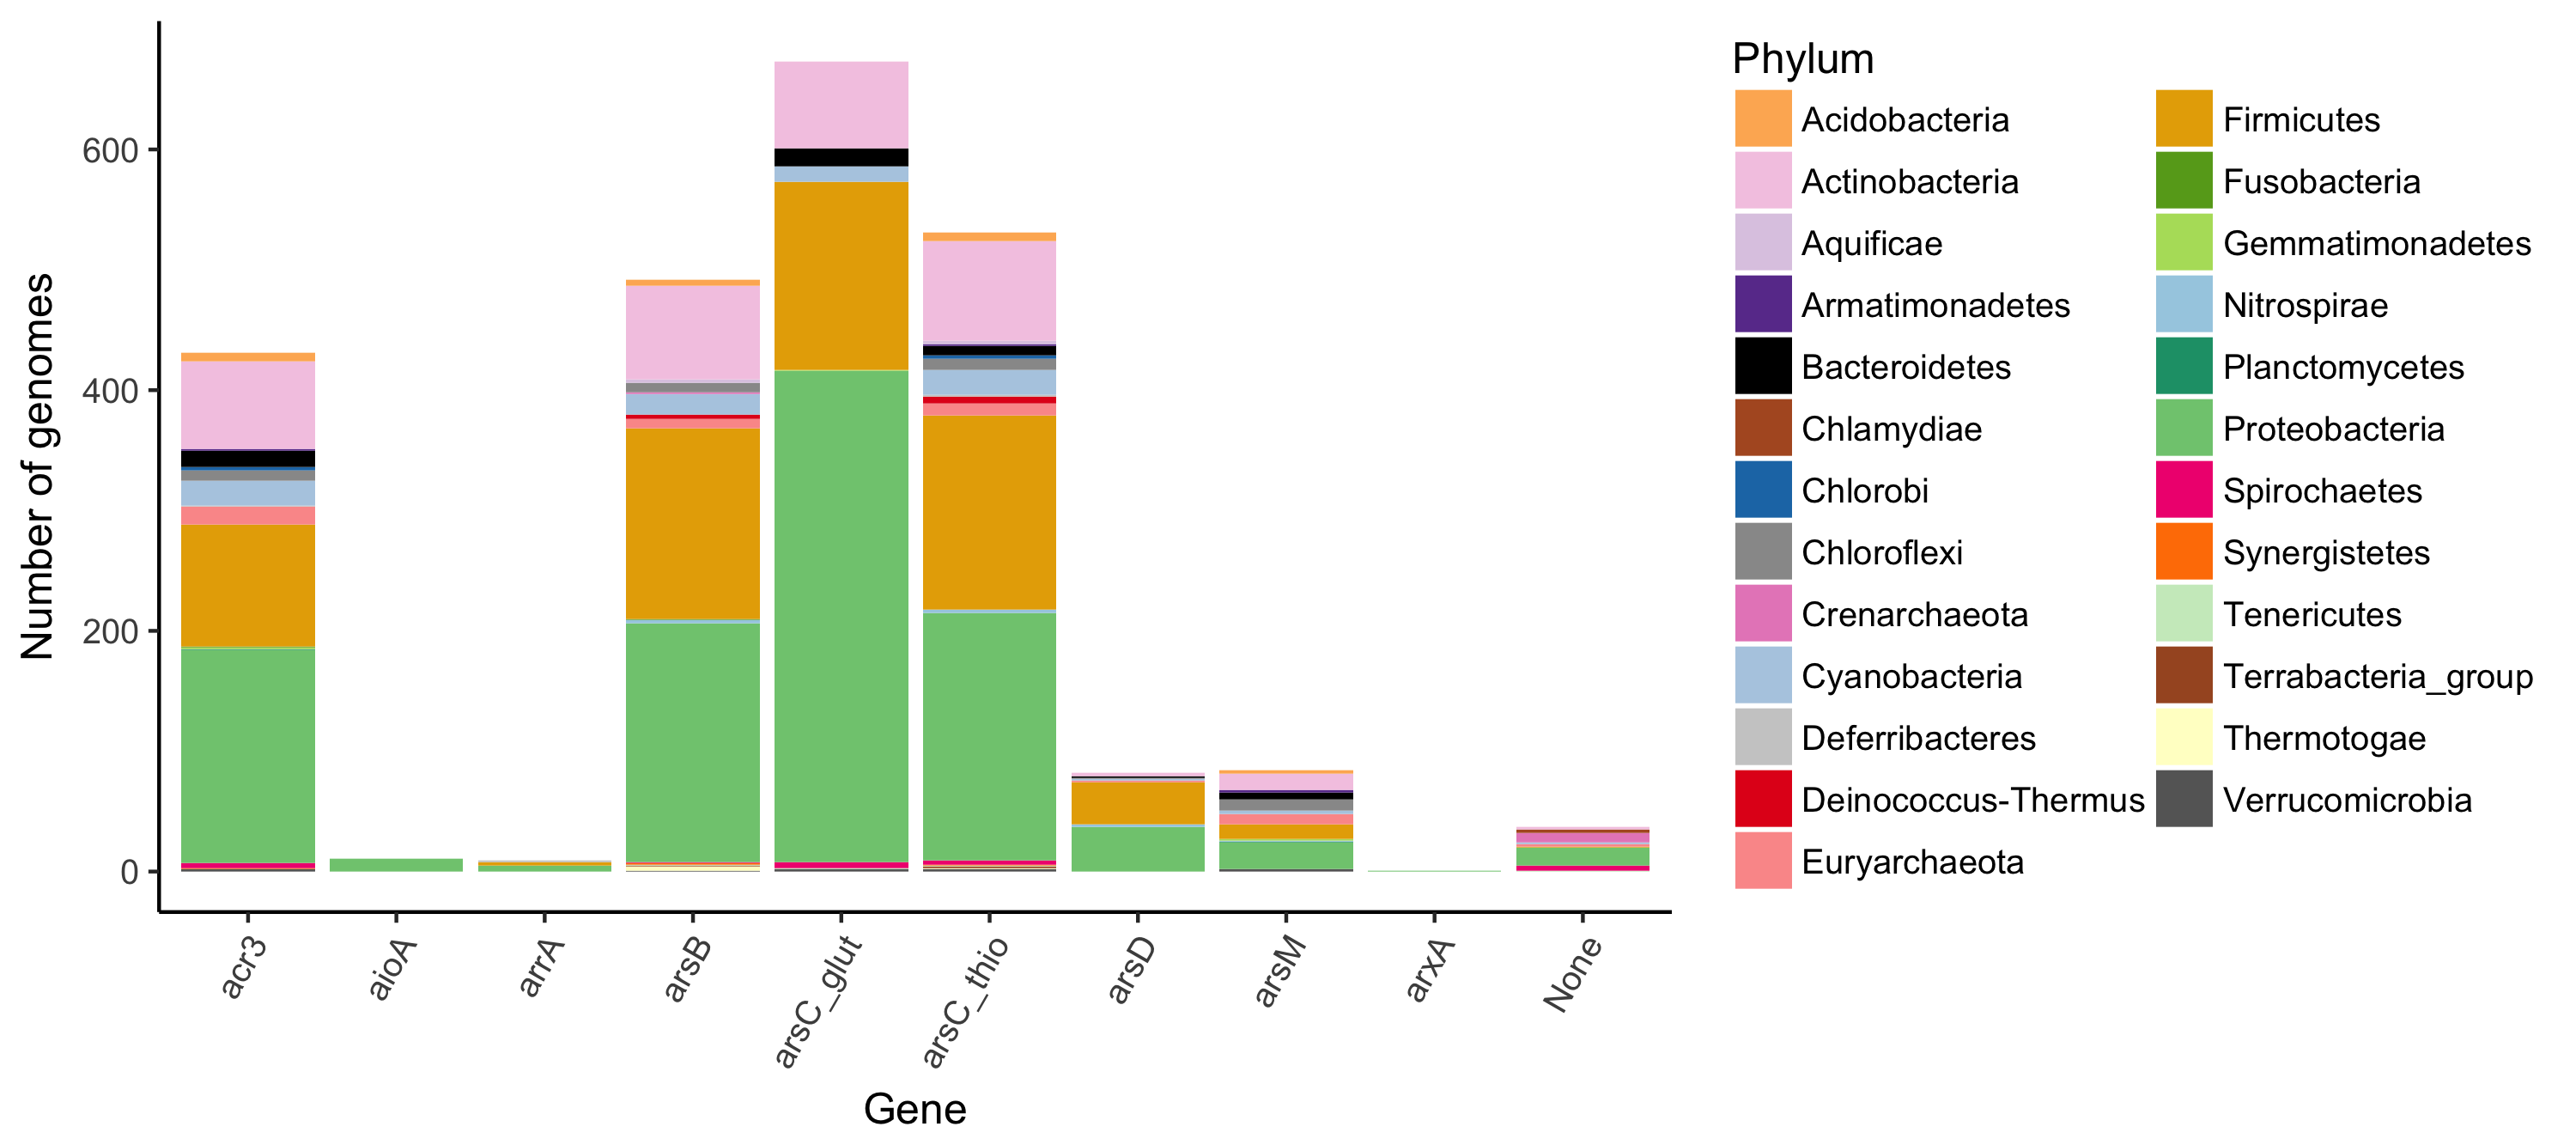 Number of genomes
600
400
200
0
acr3
aioA
arrA
arsB
arsC_glut
arsC_thio
arsD
arsM
arxA
None
Gene
Phylum
Acidobacteria
Actinobacteria
Aquificae
Armatimonadetes
Bacteroidetes
Chlamydiae
Chlorobi
Chloroflexi
Crenarchaeota
Cyanobacteria
Deferribacteres
Deinococcus-Thermus
Euryarchaeota
Firmicutes
Fusobacteria
Gemmatimonadetes
Nitrospirae
Planctomycetes
Proteobacteria
Spirochaetes
Synergistetes
Tenericutes
Terrabacteria_group
Thermotogae
Verrucomicrobia